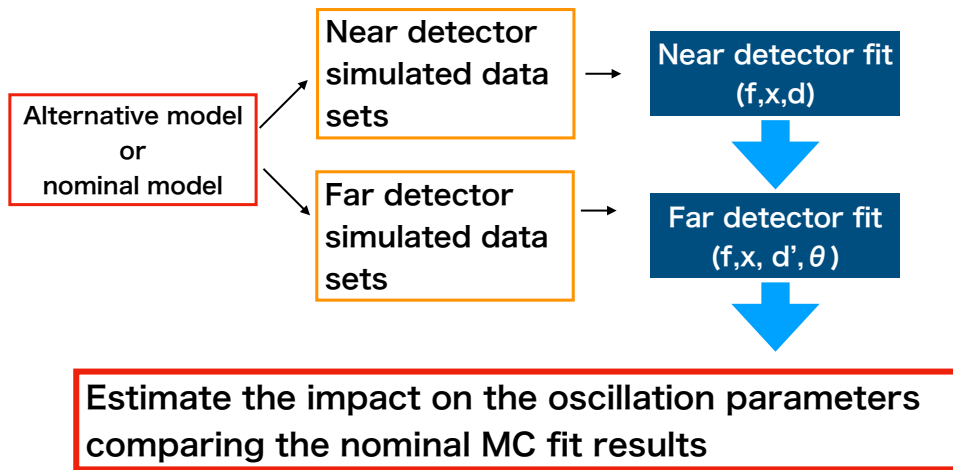 Alternative model
or
nominal model
Near detector
simulated data
sets
Far detector
simulated data
sets
Near detector fit
(f,x,d)
Far detector fit
(f,x, d', θ)
Estimate the impact on the oscillation parameters
comparing the nominal MC fit results